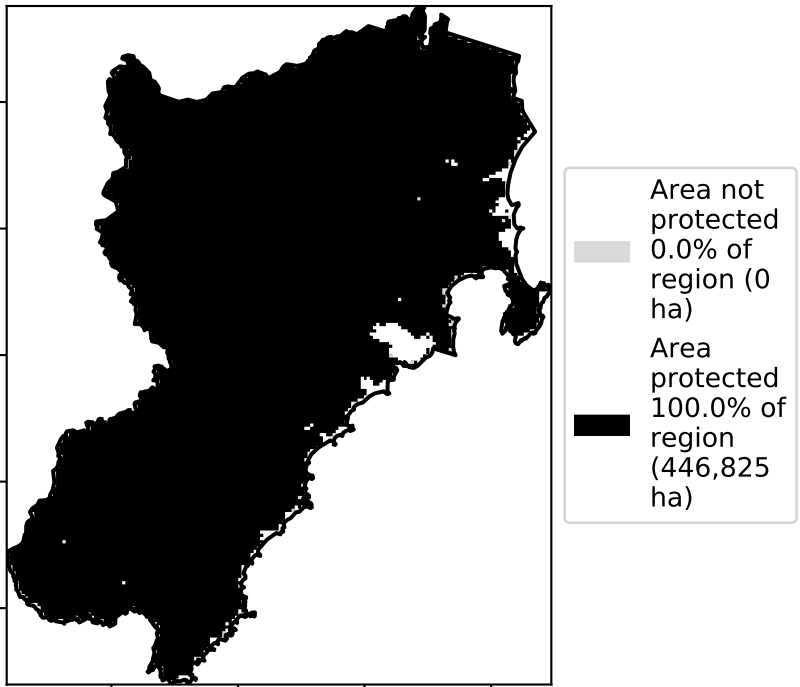 Area not
protected
0.0% of
region (0
ha)
Area
protected
100.0% of
region
(446,825
ha)